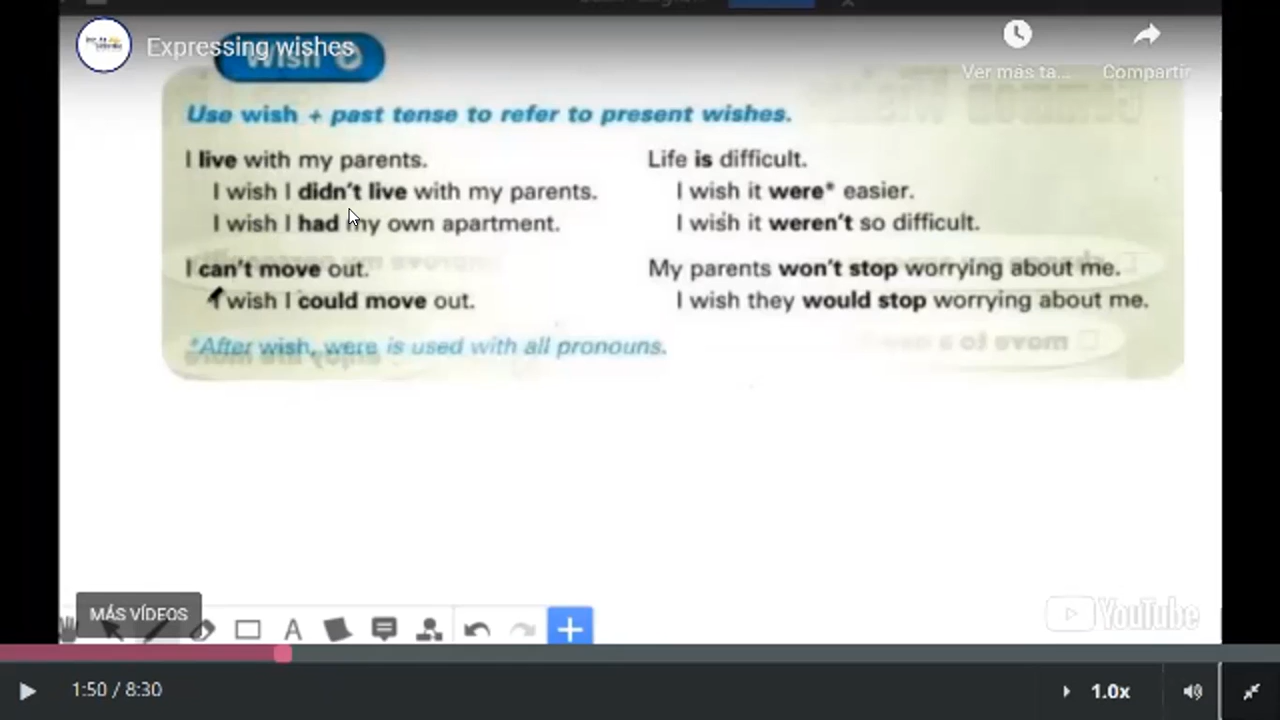 Expressing wishes
Wish
Ver más ta...
Compartir
Use wish + past tense to refer to present wishes.
I live with my parents.
I wish I didn't live with my parents.
I wish I had my own apartment.
I can't move out.
I wish I could move out.
Life is difficult.
I wish it were* easier.
I wish it weren't so difficult.
My parents won't stop worrying about me.
I wish they would stop worrying about me.
*After wish, were is used with all pronouns.
MÁS VÍDEOS
A
YouTube
1:50 / 8:30
1.0x